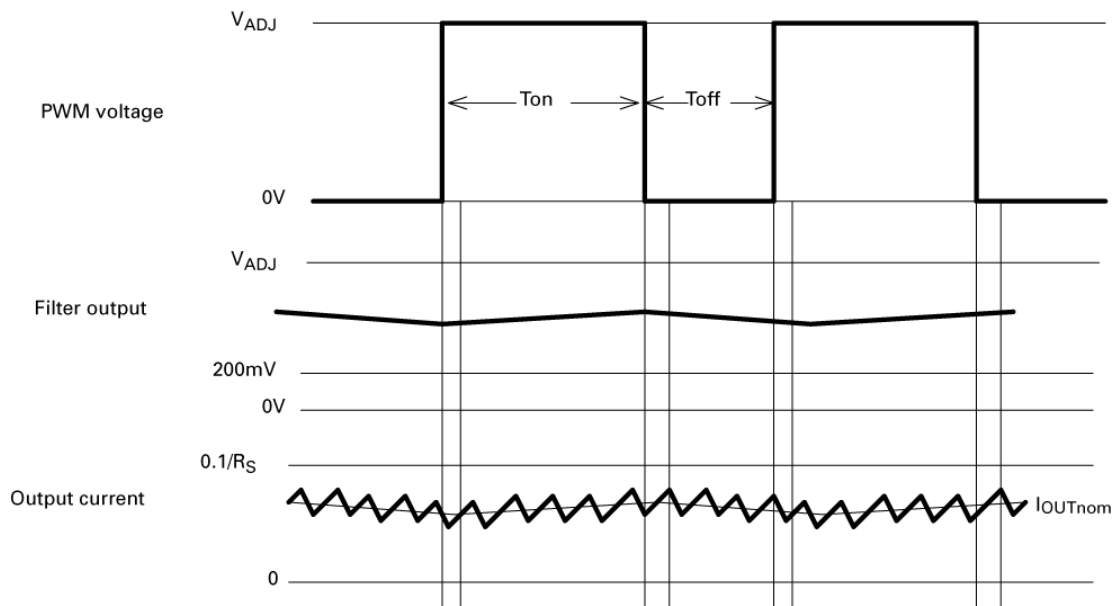 VADJ
Ton
Toff
PWM voltage
0V
VADJ
Filter output
200mV
0V
0.1/RS
Output current
IOUTnom
0